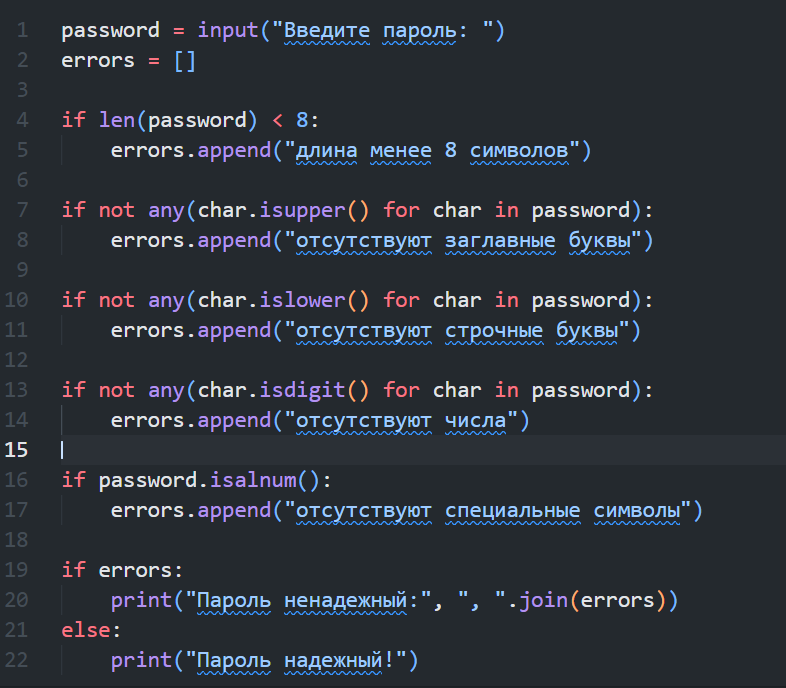 1 password = input("Введите пароль: ")
2 errors = []
3
4 if len(password) < 8:
5     errors.append("длина менее 8 символов")
6
7 if not any(char.isupper() for char in password):
8     errors.append("отсутствуют заглавные буквы")
9
10 if not any(char.islower() for char in password):
11     errors.append("отсутствуют строчные буквы")
12
13 if not any(char.isdigit() for char in password):
14     errors.append("отсутствуют числа")
15
16 if password.isalnum():
17     errors.append("отсутствуют специальные символы")
18
19 if errors:
20     print("Пароль ненадежный:", ", ".join(errors))
21 else:
22     print("Пароль надежный!")